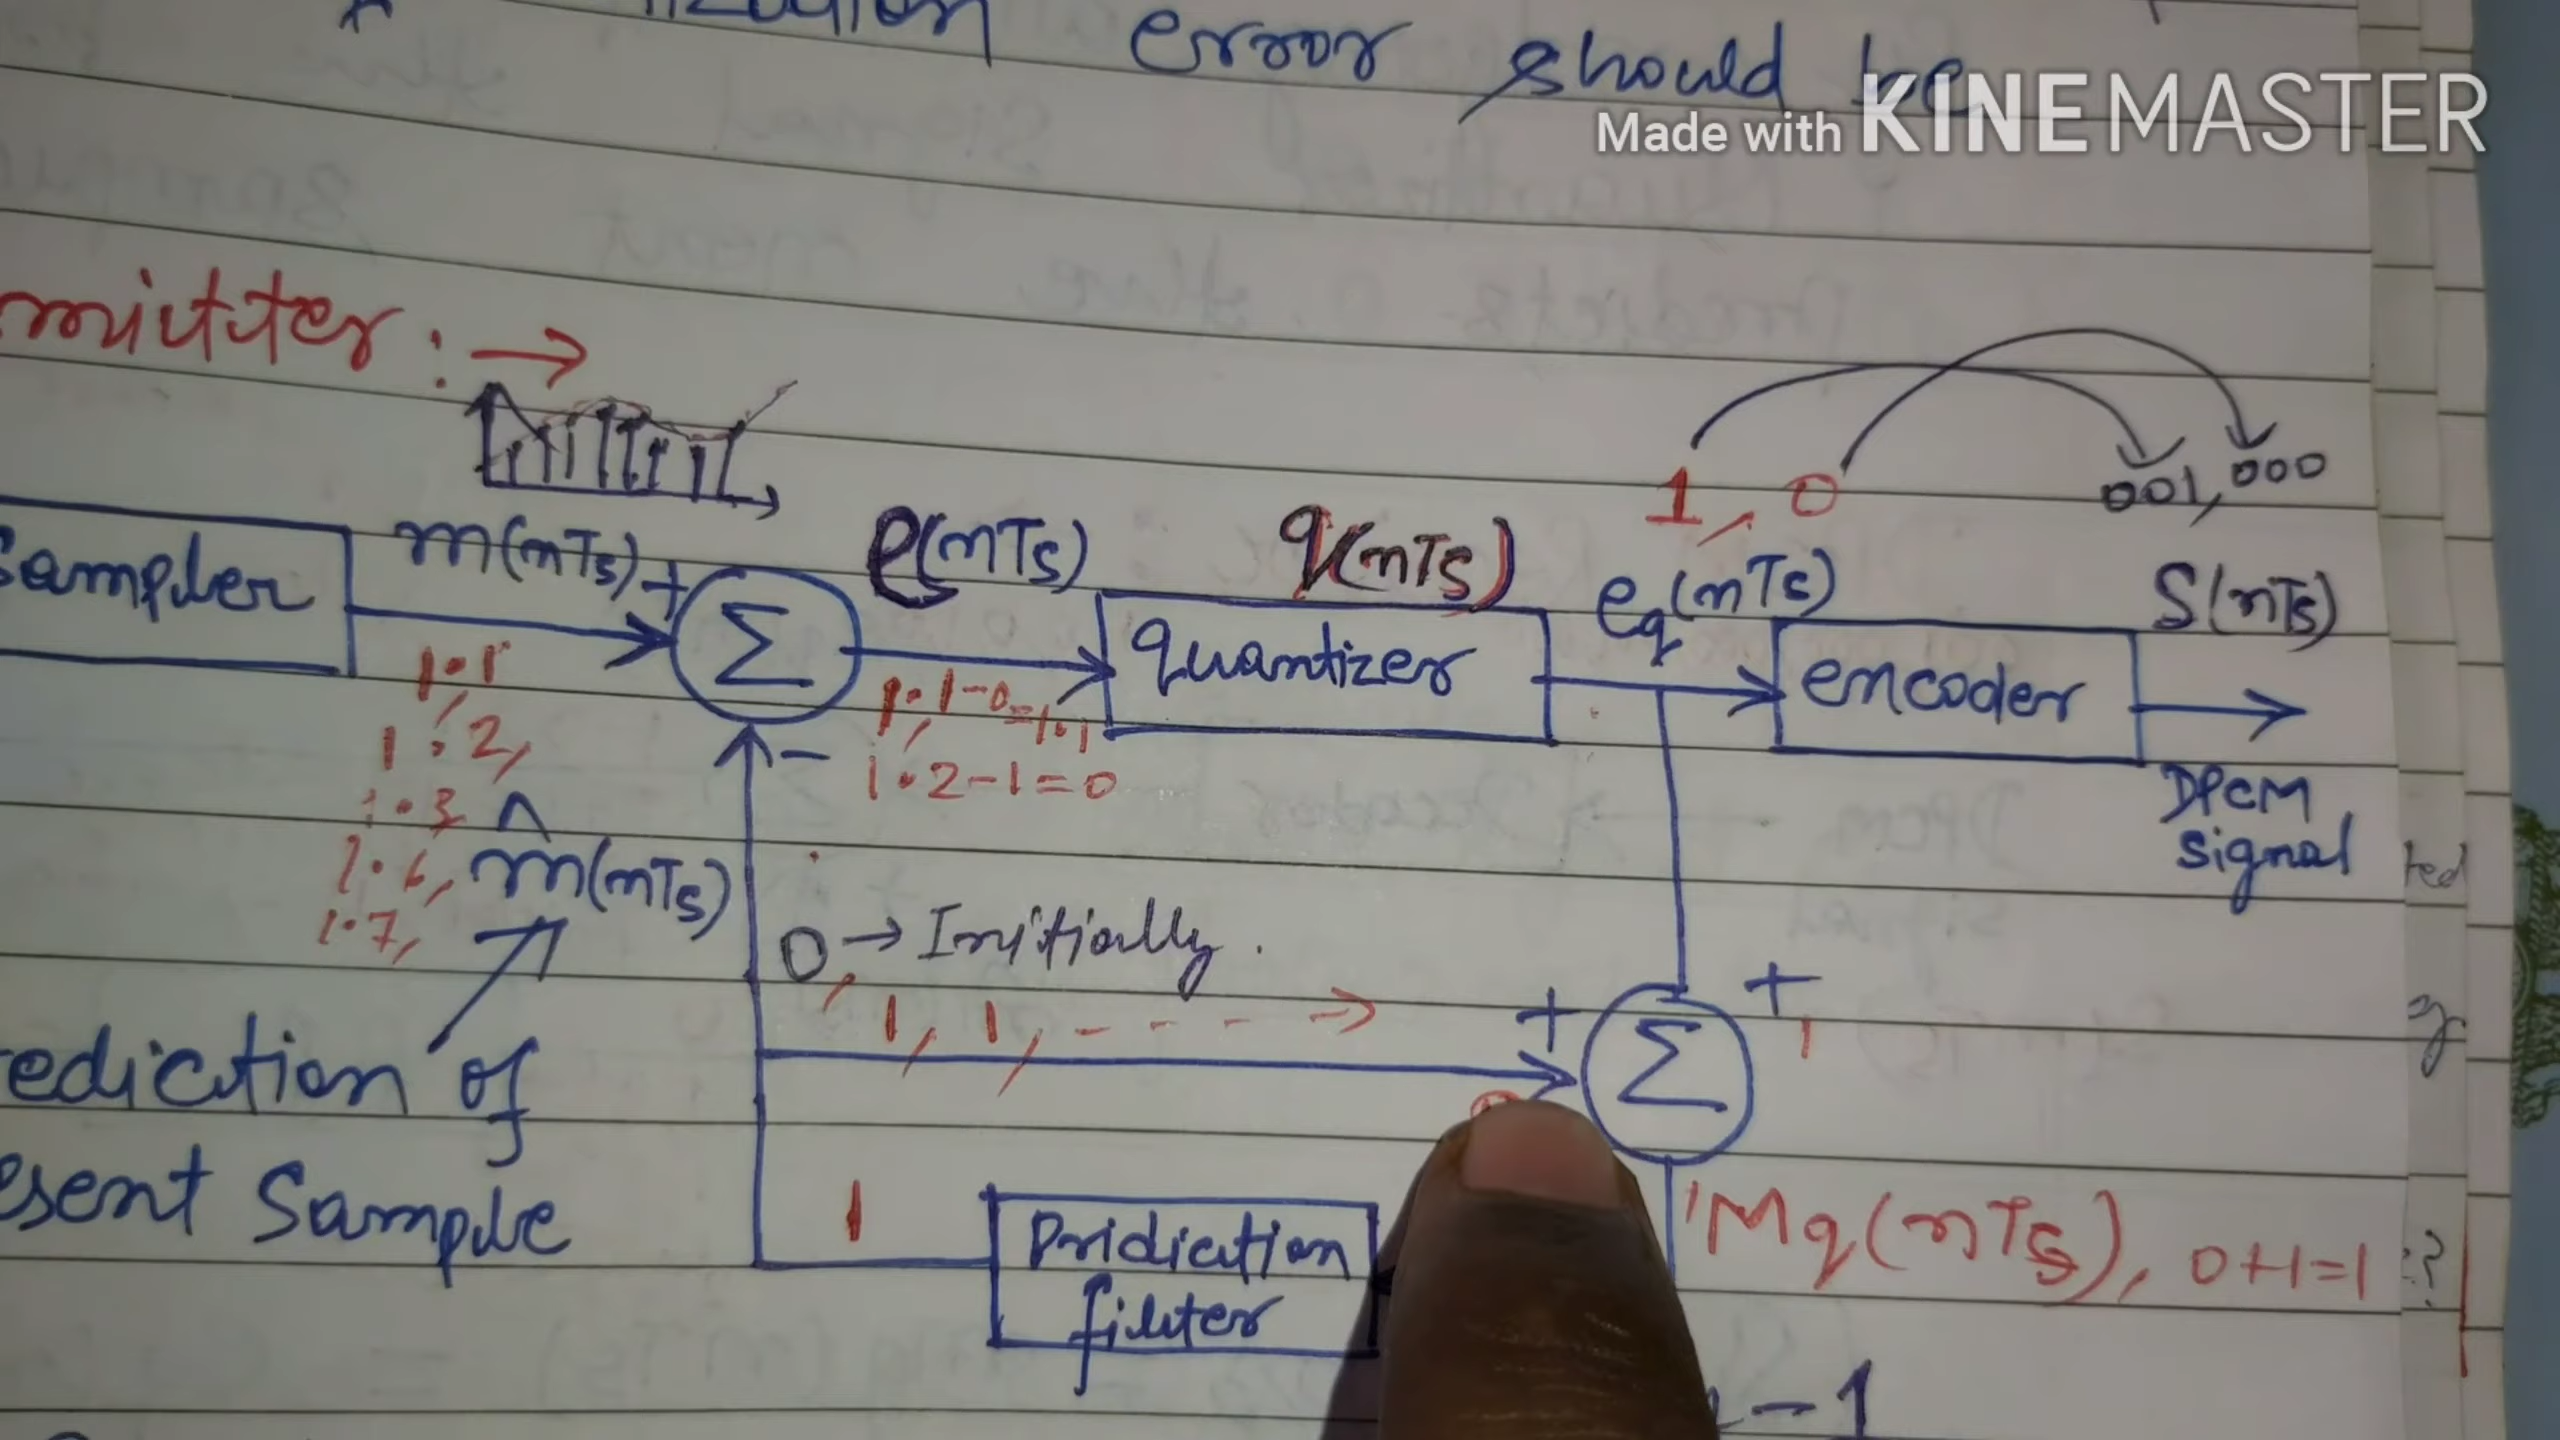 error should be
Made with KINEMASTER
mitter : →
1, 0
001, 000
Sampler
m(nTs)
+
Σ
e(nTs)
q(nTs)
quantizer
eq(nTs)
encoder
S(nTs)
DPCM
signal
1.1,
1.2,
1.3
1.6,
1.7,
1.1-0=1.1
1.2-1=0
-
^
m(nTs)
0, → Initially.
1, 1, - - - →
+
Σ
+
1
ediction of
esent Sample
1
Pridiction
filter
Mq(nTs), 0+1=1
-1